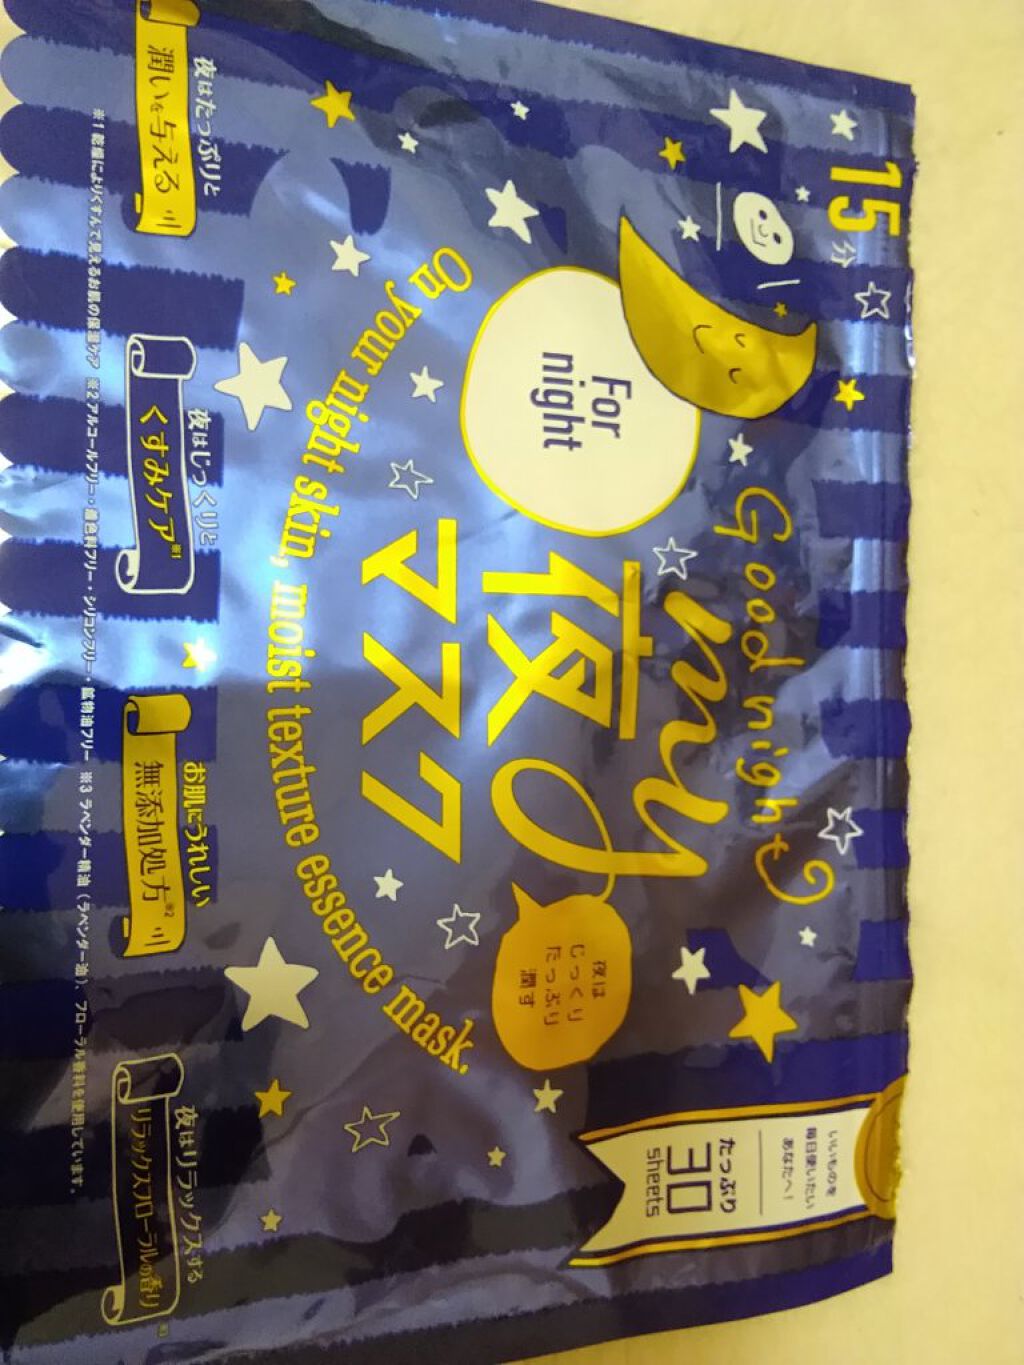 15分
Good night
my
夜の
マスク
For
night
On your night skin, moist texture essence mask.
夜は
じっくり
たっぷり
潤す
いいものを
毎日使いたい
あなたへ!
たっぷり
30
sheets
夜はたっぷりと
潤いを与える
夜はじっくりと
くすみケア※1
お肌にうれしい
無添加処方※2
夜はリラックスする
リラックスフローラルの香り※3
※1 乾燥によりくすんで見えるお肌の保湿ケア ※2 アルコールフリー・着色料フリー・シリコンフリー・鉱物油フリー ※3 ラベンダー精油(ラベンダー油)、フローラル香料を使用しています。